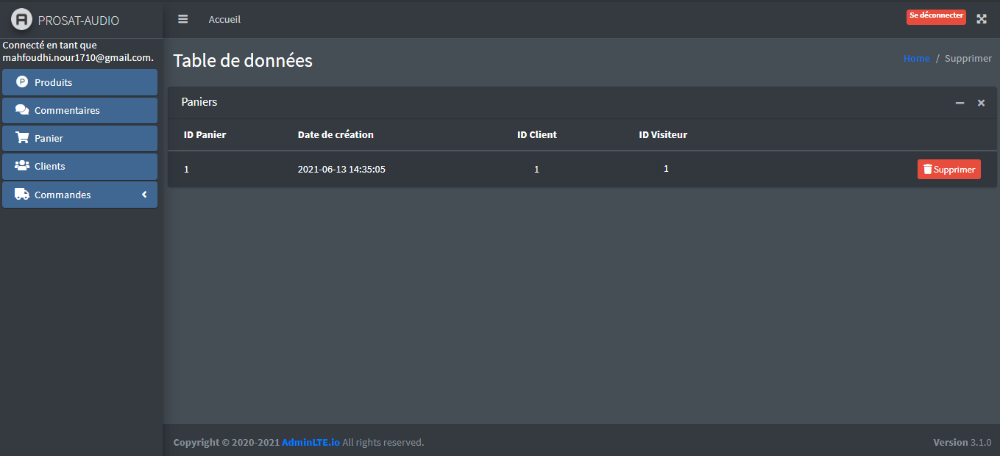 PROSAT-AUDIO
Accueil
Se déconnecter
Connecté en tant que
mahfoudhi.nour1710@gmail.com.
Produits
Commentaires
Panier
Clients
Commandes
Table de données
Home / Supprimer
Paniers
ID Panier Date de création ID Client ID Visiteur
1 2021-06-13 14:35:05 1 1 Supprimer
Copyright © 2020-2021 AdminLTE.io All rights reserved.
Version 3.1.0